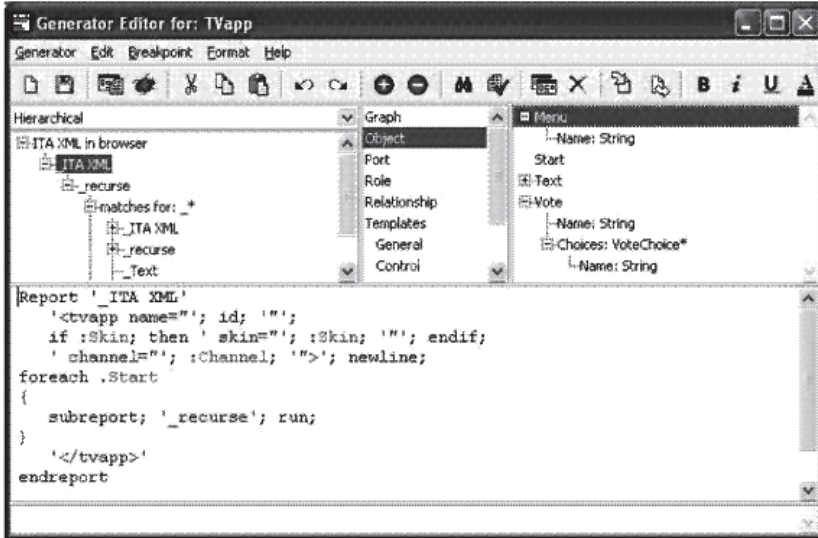 Generator Editor for: TVapp
Generator Edit Breakpoint Format Help
B i U A
Hierarchical
ITA XML in browser
_ITA XML
_recurse
matches for: _*
_ITA XML
_recurse
_Text
Graph
Object
Port
Role
Relationship
Templates
General
Control
Menu
Name: String
Start
Text
Vote
Name: String
Choices: VoteChoice*
Name: String
Report '_ITA XML'
'<tvapp name="'; id; '"';
if :Skin; then ' skin="'; :Skin; '"'; endif;
' channel="'; :Channel; '">'; newline;
foreach .Start
{
subreport; '_recurse'; run;
}
'</tvapp>'
endreport